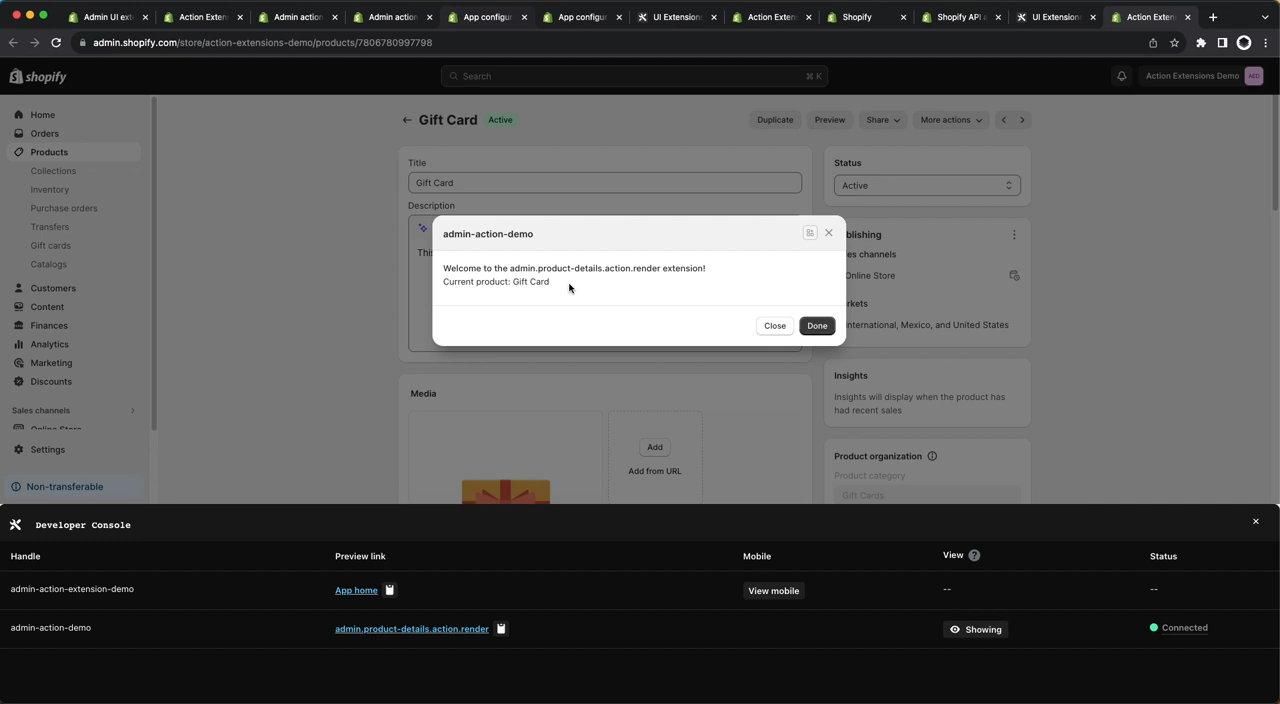 Admin UI ext
Action Exten
Admin action
Admin action
App configur
App configur
UI Extension
Action Exten
Shopify
Shopify API a
UI Extension
Action Exten
admin.shopify.com/store/action-extensions-demo/products/7806780997798
shopify
Search
⌘ K
Action Extensions Demo
AED
Home
Orders
Products
Collections
Inventory
Purchase orders
Transfers
Gift cards
Catalogs
Customers
Content
Finances
Analytics
Marketing
Discounts
Sales channels
Online Store
Settings
Non-transferable
Gift Card
Active
Duplicate
Preview
Share
More actions
Title
Gift Card
Description
This
Status
Active
blishing
es channels
Online Store
rkets
International, Mexico, and United States
admin-action-demo
Welcome to the admin.product-details.action.render extension!
Current product: Gift Card
Close
Done
Media
Add
Add from URL
Insights
Insights will display when the product has
had recent sales
Product organization
Product category
Gift Cards
Developer Console
Handle
Preview link
Mobile
View ?
Status
admin-action-extension-demo
App home
View mobile
--
--
admin-action-demo
admin.product-details.action.render
Showing
Connected